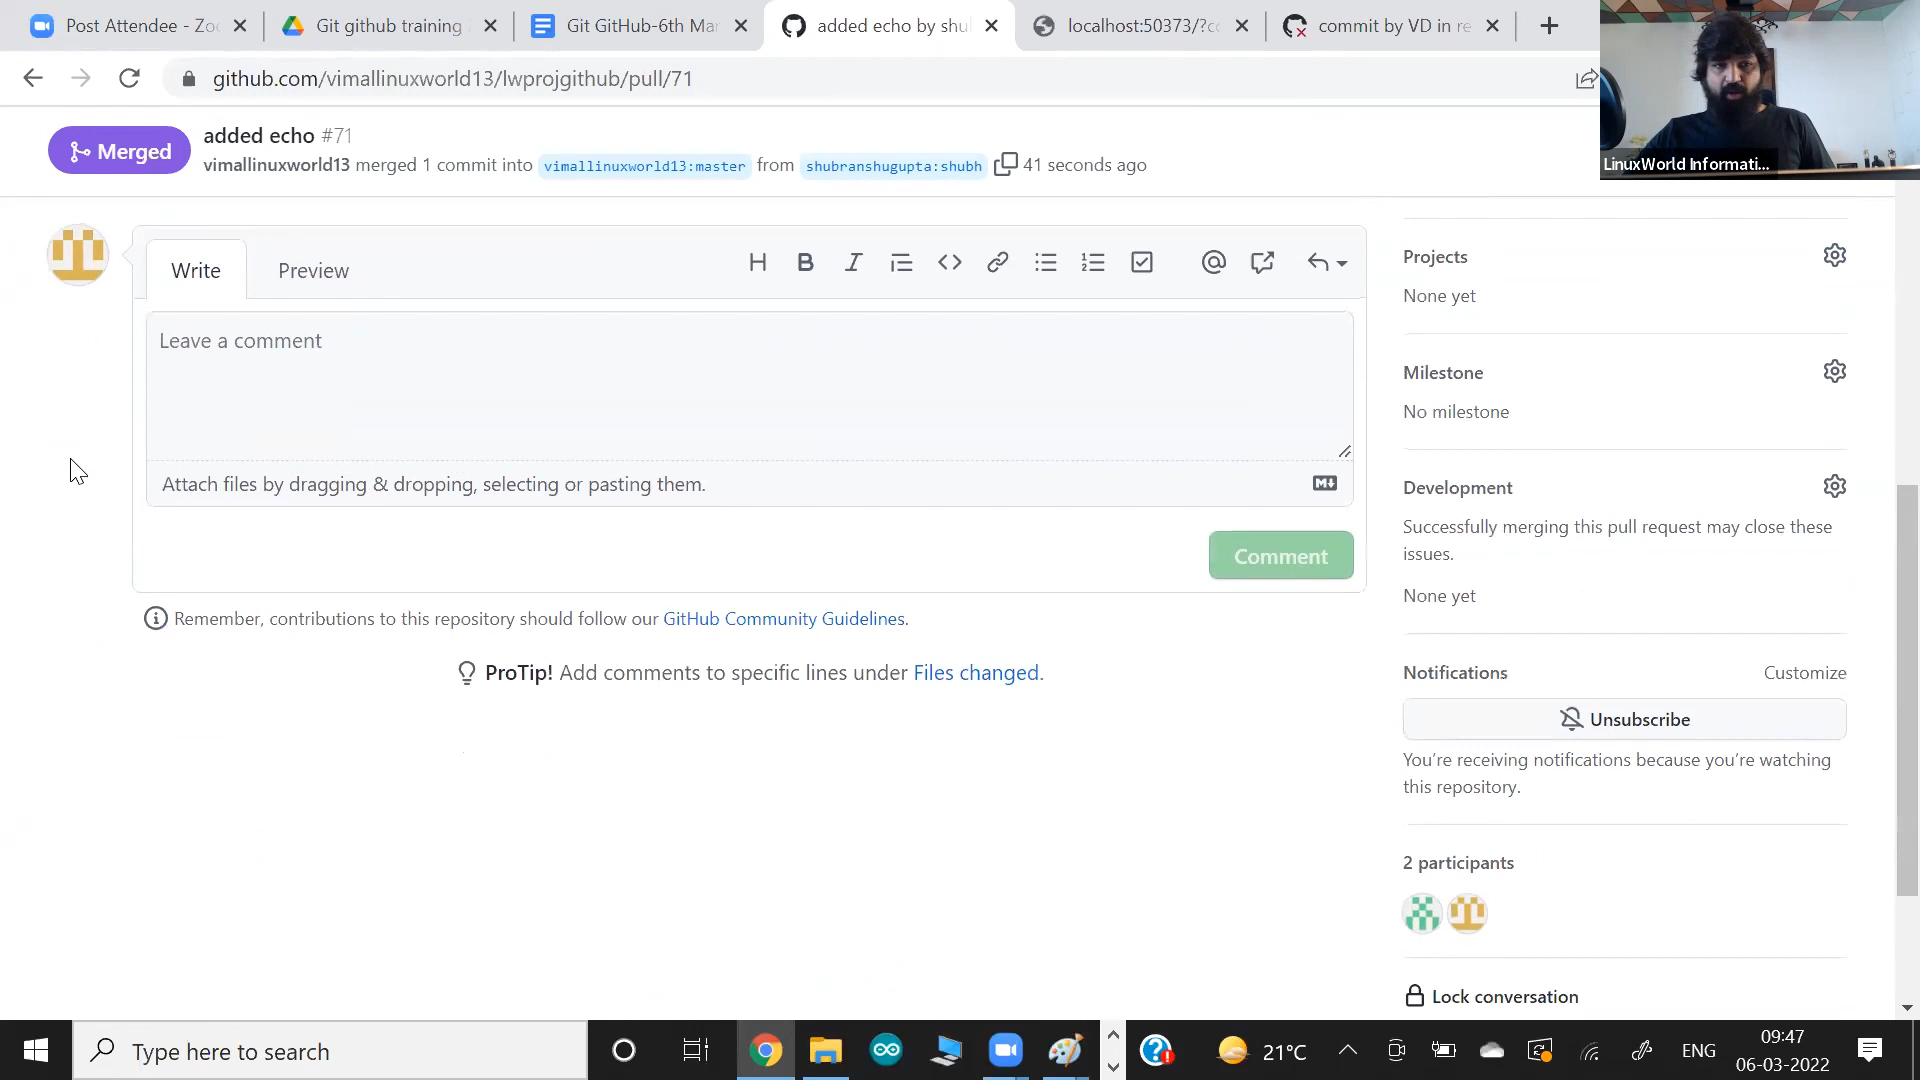 Post Attendee - Zo
Git github training
Git GitHub-6th Mar
added echo by shu
localhost:50373/?c
commit by VD in re
github.com/vimallinuxworld13/lwprojgithub/pull/71
LinuxWorld Informati...
Merged
added echo #71
vimallinuxworld13 merged 1 commit into vimallinuxworld13:master from shubranshugupta:shubh 41 seconds ago
Write
Preview
Leave a comment
Attach files by dragging & dropping, selecting or pasting them.
Comment
Remember, contributions to this repository should follow our GitHub Community Guidelines.
ProTip! Add comments to specific lines under Files changed.
Projects
None yet
Milestone
No milestone
Development
Successfully merging this pull request may close these
issues.
None yet
Notifications
Customize
Unsubscribe
You're receiving notifications because you're watching
this repository.
2 participants
Lock conversation
Type here to search
21°C
ENG
09:47
06-03-2022